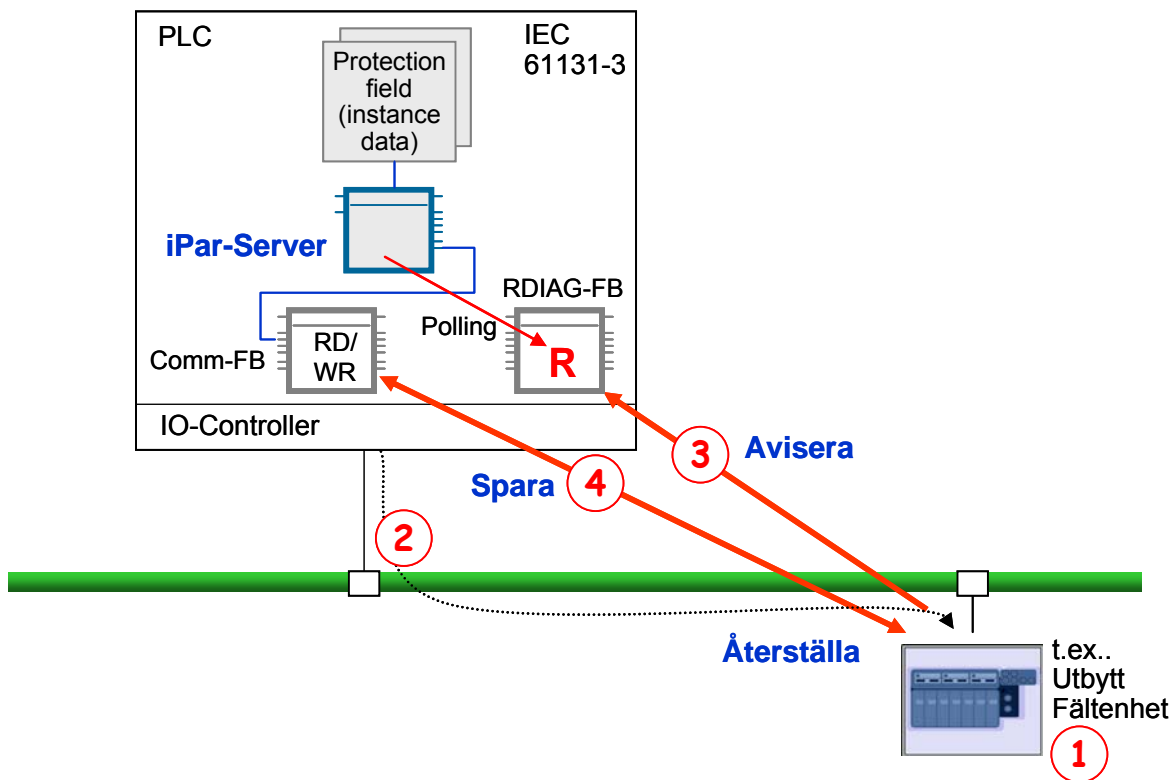 PLC
IEC
61131-3
Protection
field
(instance
data)
iPar-Server
RDIAG-FB
Polling
Comm-FB
RD/
WR
R
IO-Controller
3
Avisera
Spara
4
2
Återställa
t.ex..
Utbytt
Fältenhet
1